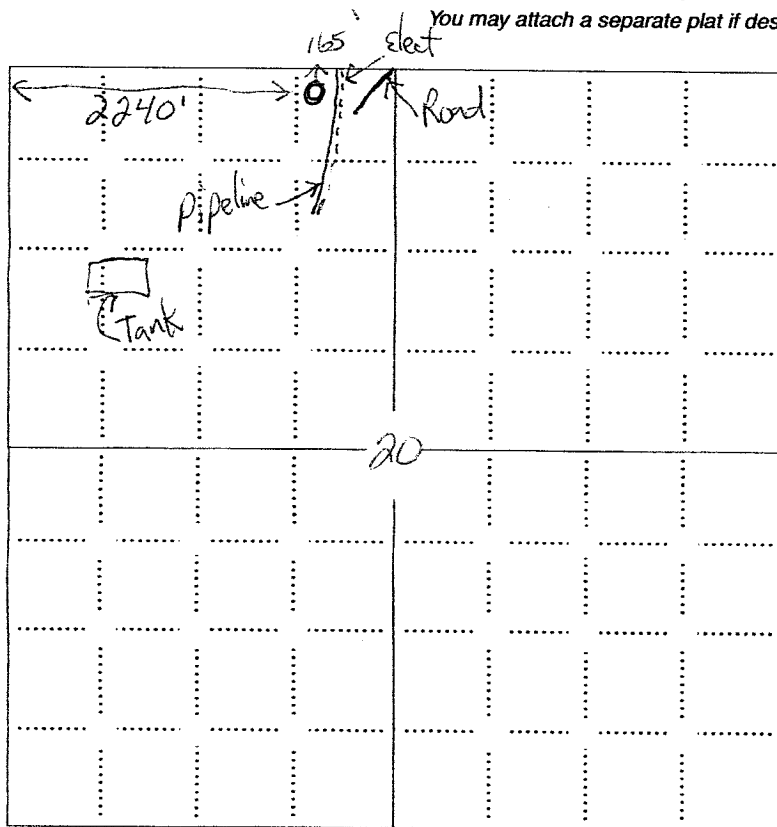 You may attach a separate plat if des
165' Elect
2240'
Road
Pipeline
Tank
20